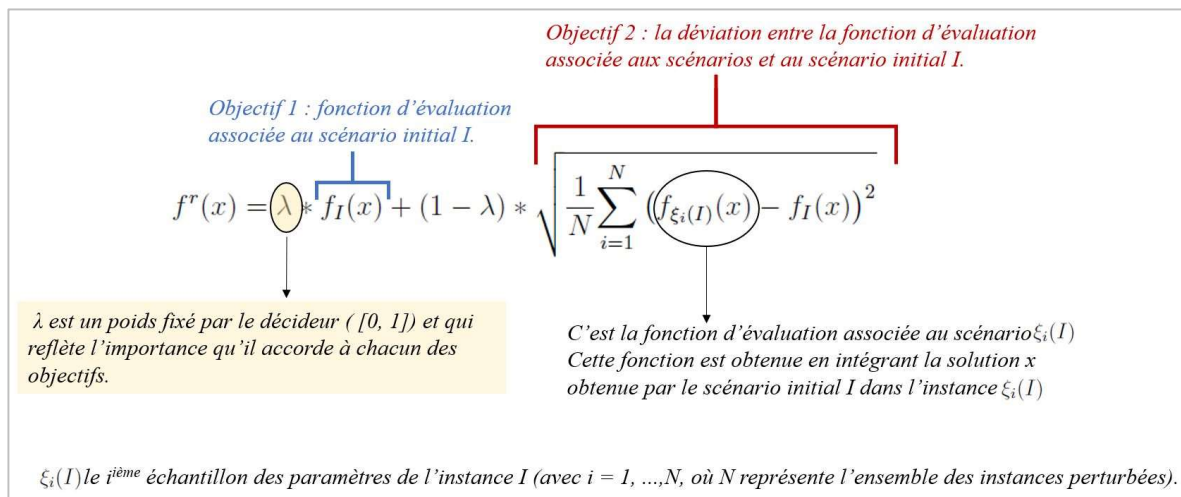 Objectif 2 : la déviation entre la fonction d'évaluation
associée aux scénarios et au scénario initial I.
Objectif 1 : fonction d'évaluation
associée au scénario initial I.
f^r(x) = λ * f_I(x) + (1 − λ) * √(1/N ∑_{i=1}^{N} (f_{ξ_i(I)}(x) − f_I(x))^2)
λ est un poids fixé par le décideur ( [0, 1]) et qui
reflète l'importance qu'il accorde à chacun des
objectifs.
C'est la fonction d'évaluation associée au scénario ξ_i(I)
Cette fonction est obtenue en intégrant la solution x
obtenue par le scénario initial I dans l'instance ξ_i(I)
ξ_i(I) le i^ième échantillon des paramètres de l'instance I (avec i = 1, ...,N, où N représente l'ensemble des instances perturbées).